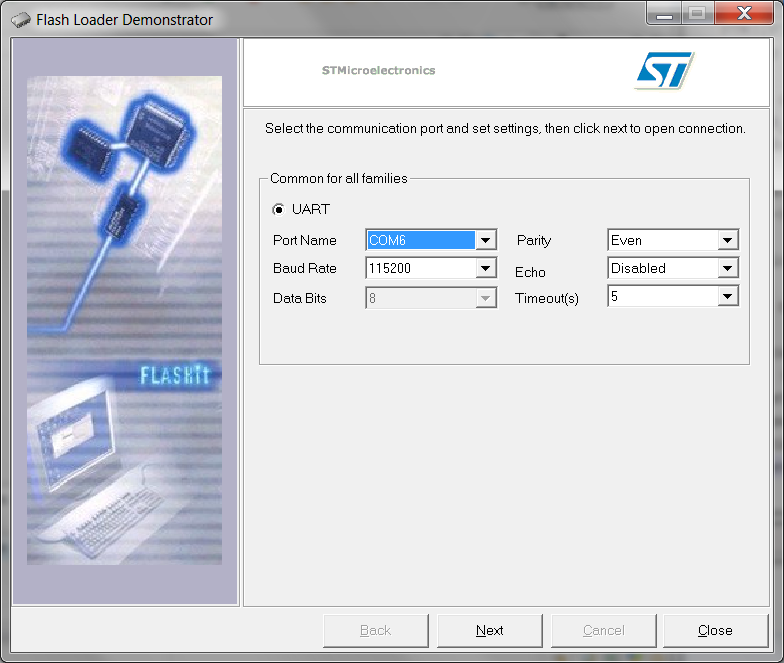 Flash Loader Demonstrator
STMicroelectronics
ST
Select the communication port and set settings, then click next to open connection.
Common for all families
UART
Port Name COM6 Parity Even
Baud Rate 115200 Echo Disabled
Data Bits 8 Timeout(s) 5
FLASHit
Back Next Cancel Close